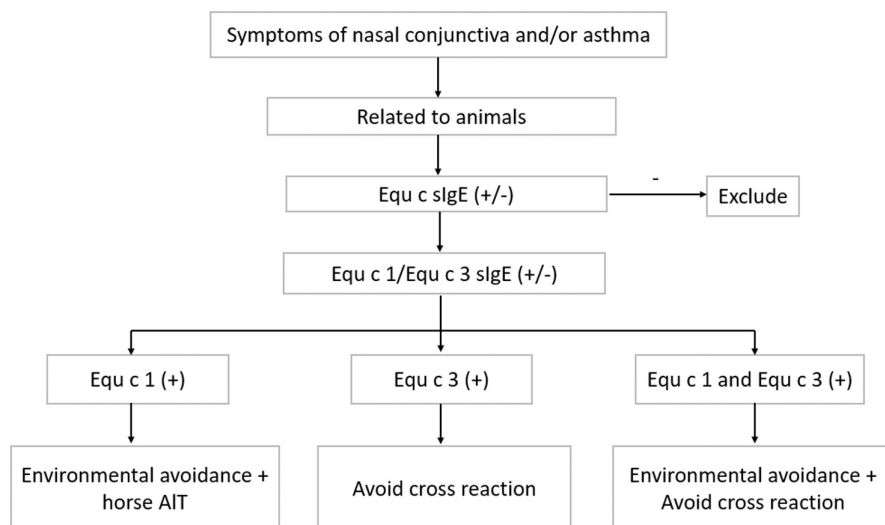 Symptoms of nasal conjunctiva and/or asthma
Related to animals
Equ c sIgE (+/-)
-
Exclude
Equ c 1/Equ c 3 sIgE (+/-)
Equ c 1 (+)
Equ c 3 (+)
Equ c 1 and Equ c 3 (+)
Environmental avoidance +
horse AIT
Avoid cross reaction
Environmental avoidance +
Avoid cross reaction